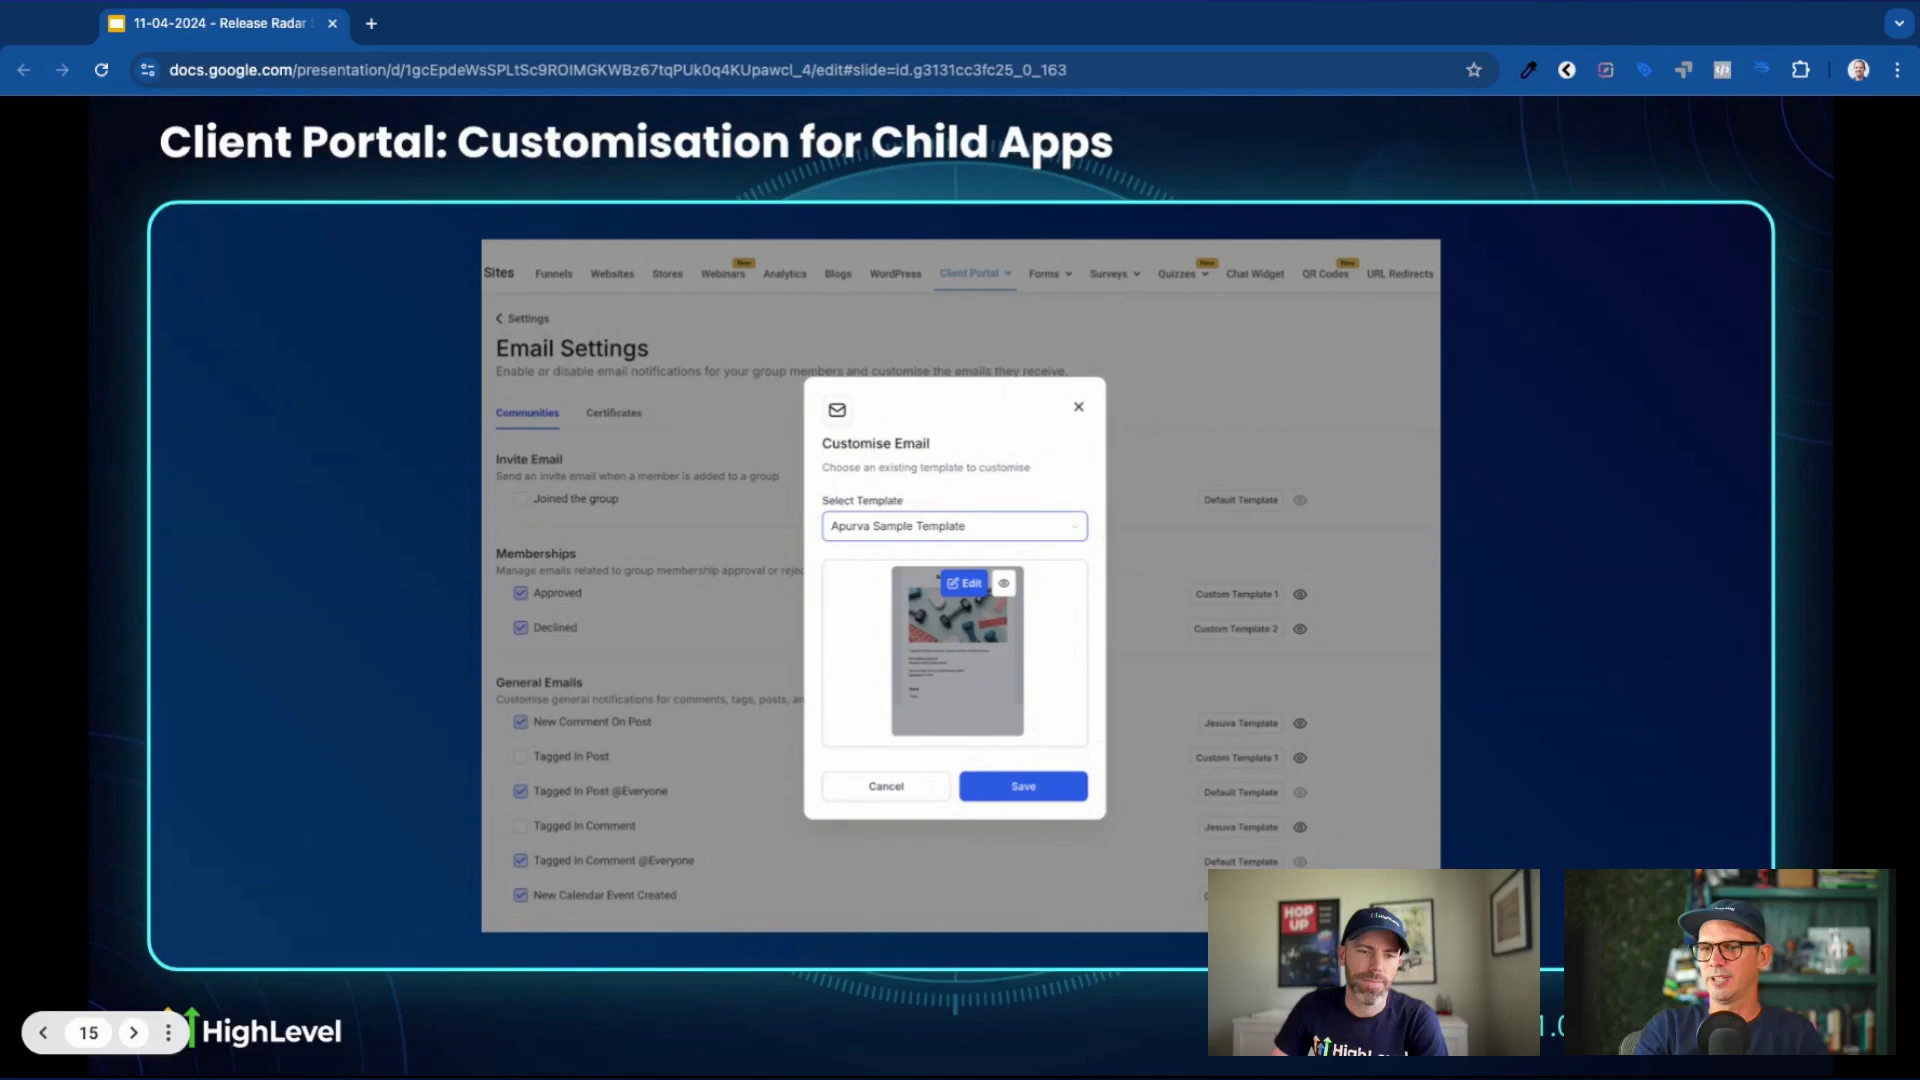 11-04-2024 - Release Radar
docs.google.com/presentation/d/1gcEpdeWsSPLtSc9ROIMGKWBz67tqPUk0q4KUpawcl_4/edit#slide=id.g3131cc3fc25_0_163
Client Portal: Customisation for Child Apps
Sites Funnels Websites Stores Webinars New Analytics Blogs WordPress Client Portal Forms Surveys Quizzes New Chat Widget QR Codes New URL Redirects
Settings
Email Settings
Enable or disable email notifications for your group members and customise the emails they receive.
Communities Certificates
Invite Email
Send an invite email when a member is added to a group
Joined the group Default Template
Memberships
Manage emails related to group membership approval or rejec
Approved Custom Template 1
Declined Custom Template 2
General Emails
Customise general notifications for comments, tags, posts, an
New Comment On Post Jesuva Template
Tagged In Post Custom Template 1
Tagged In Post @Everyone Default Template
Tagged In Comment Jesuva Template
Tagged In Comment @Everyone Default Template
New Calendar Event Created
Customise Email
Choose an existing template to customise
Select Template
Apurva Sample Template
Edit
Cancel Save
HOP
UP
HighLevel
15
HighLevel